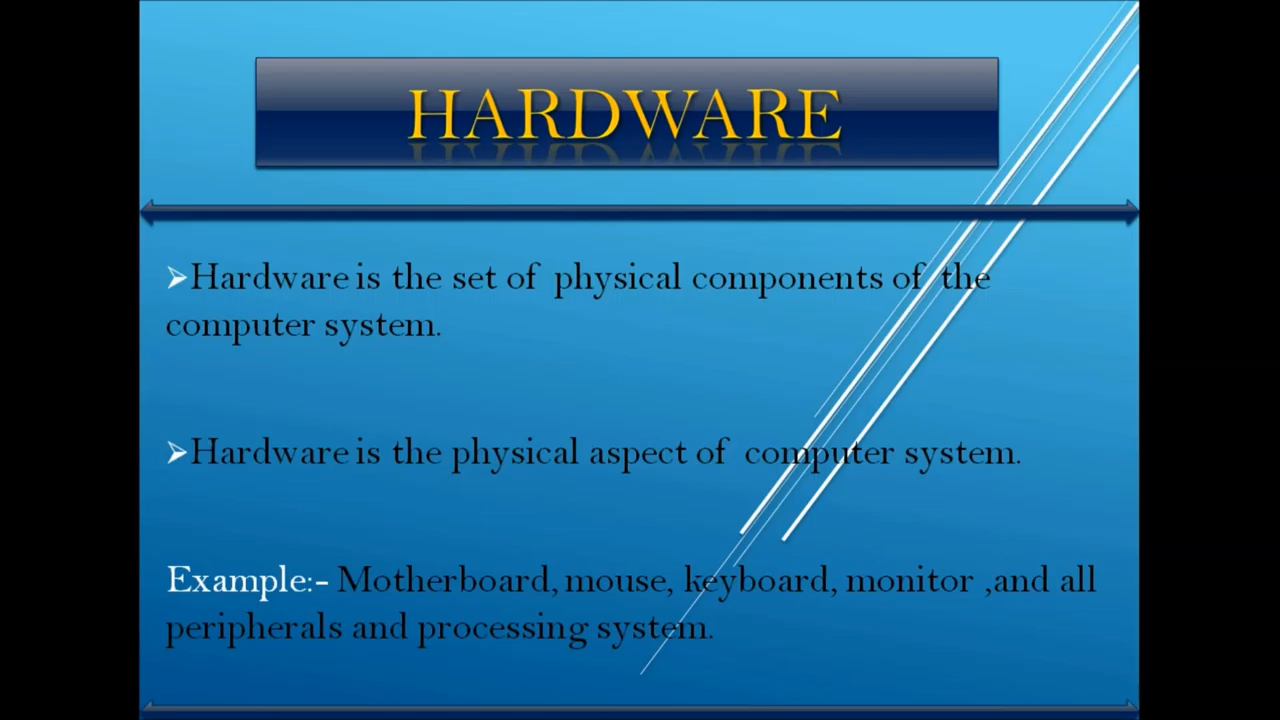 HARDWARE
➢Hardware is the set of physical components of the
computer system.
➢Hardware is the physical aspect of computer system.
Example:- Motherboard, mouse, keyboard, monitor ,and all
peripherals and processing system.